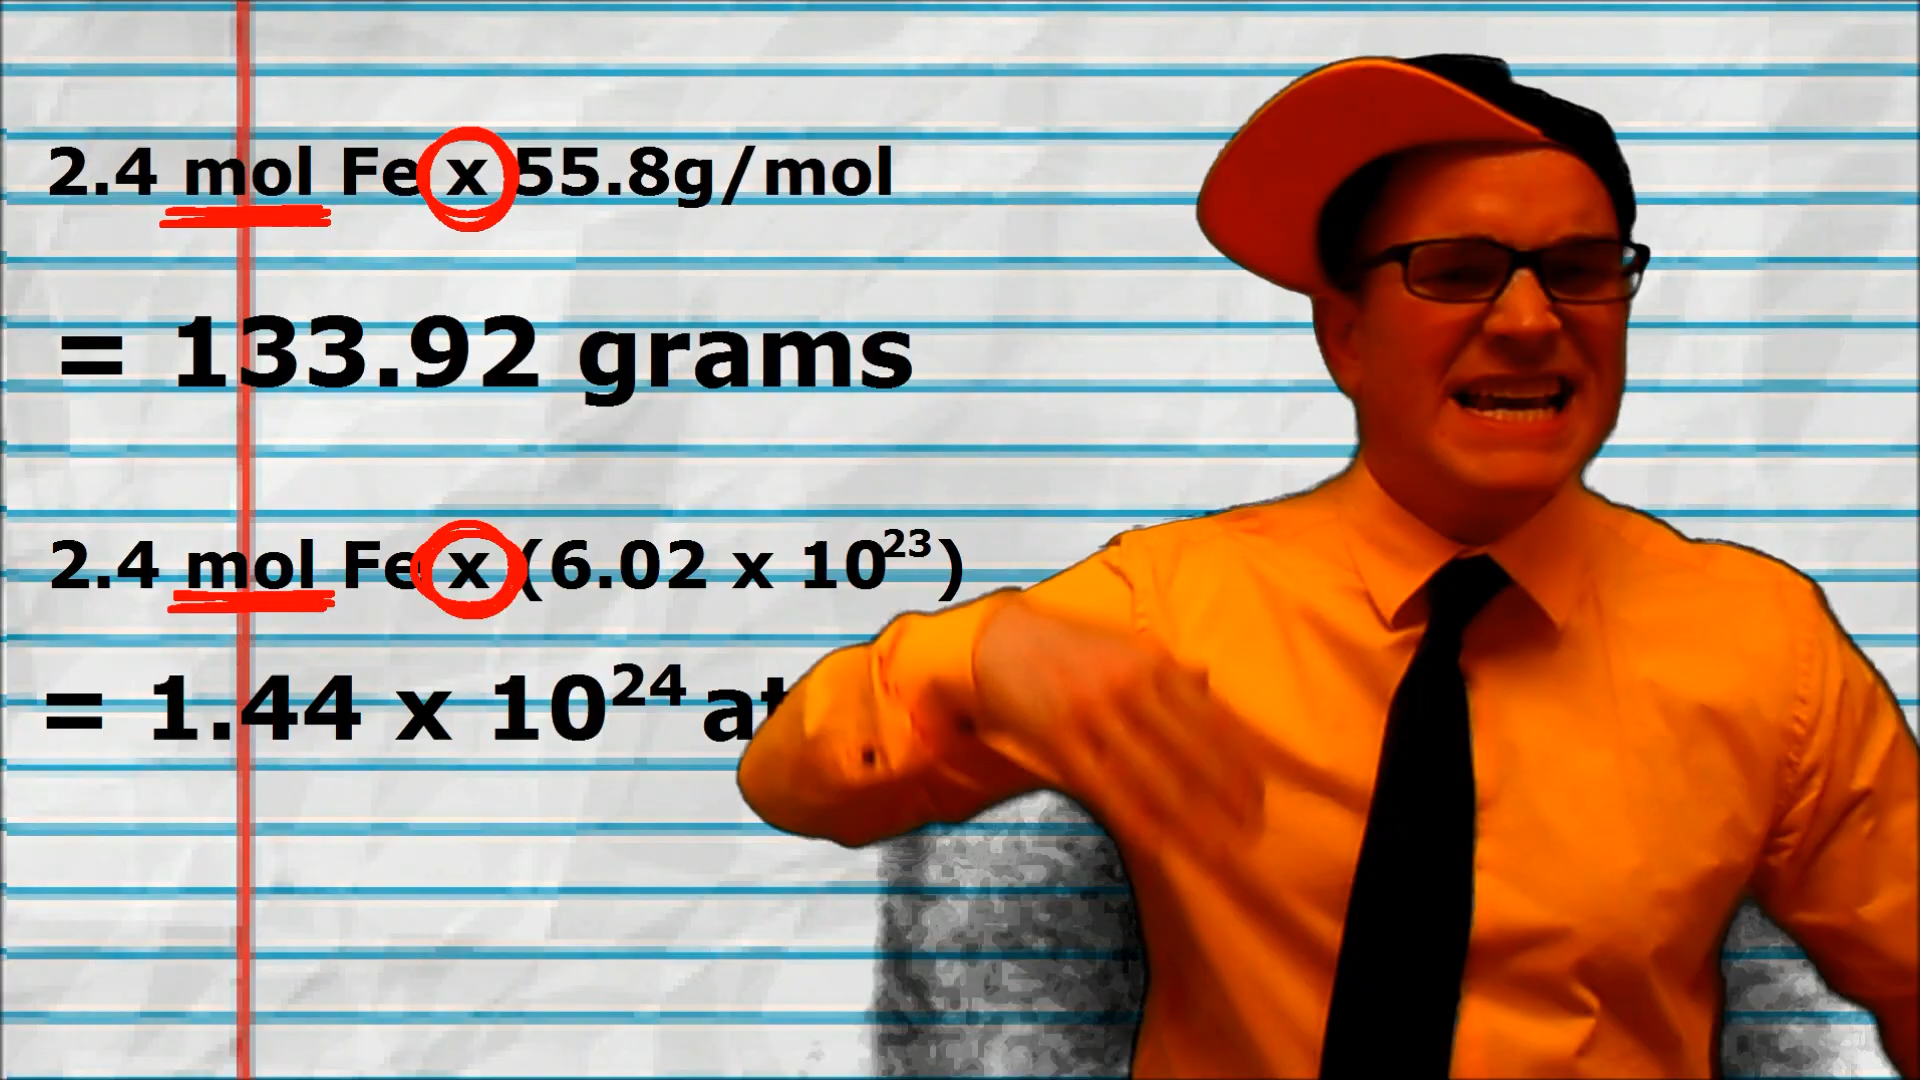 2.4 mol Fe x 55.8g/mol
= 133.92 grams
2.4 mol Fe x (6.02 x 10²³)
= 1.44 x 10²⁴